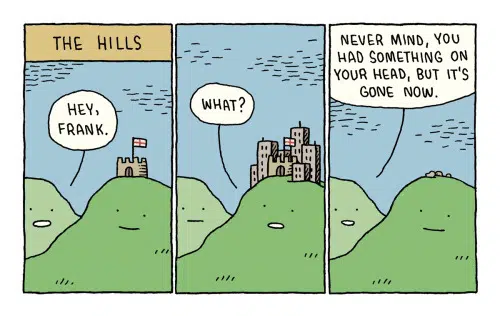 THE HILLS
HEY,
FRANK.
WHAT?
NEVER MIND, YOU
HAD SOMETHING ON
YOUR HEAD, BUT IT'S
GONE NOW.